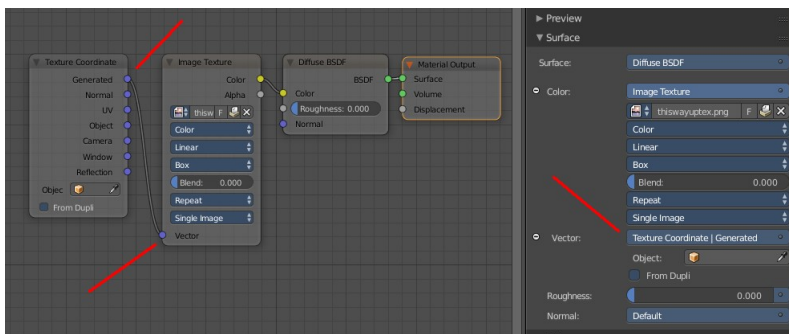 Texture Coordinate
Generated
Normal
UV
Object
Camera
Window
Reflection
Objec
From Dupli
Image Texture
Color
Alpha
thisw F
Color
Linear
Box
Blend: 0.000
Repeat
Single Image
Vector
Diffuse BSDF
BSDF
Color
Roughness: 0.000
Normal
Material Output
Surface
Volume
Displacement
Preview
Surface
Surface: Diffuse BSDF
Color: Image Texture
thiswayuptex.png F
Color
Linear
Box
Blend: 0.000
Repeat
Single Image
Vector: Texture Coordinate | Generated
Object:
From Dupli
Roughness: 0.000
Normal: Default